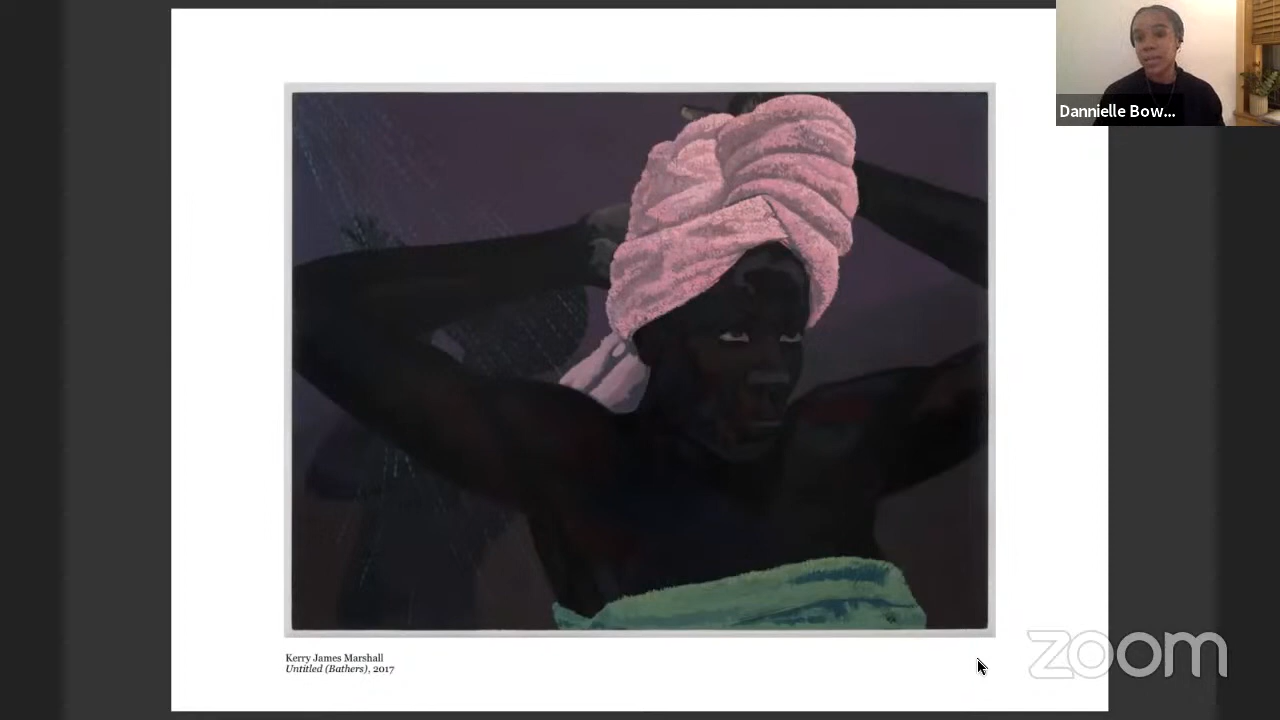 Dannielle Bow...
Kerry James Marshall
Untitled (Bathers), 2017
zoom